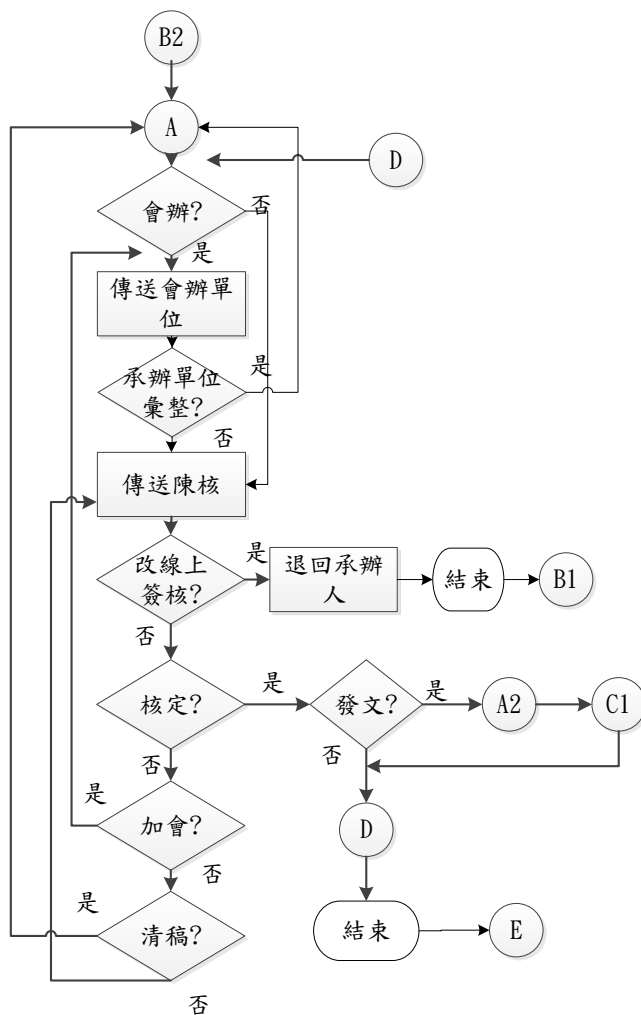 B2
A
D
會辦?
否
是
傳送會辦單
位
承辦單位
彙整?
是
否
傳送陳核
改線上
簽核?
是
退回承辦
人
結束
B1
否
核定?
是
發文?
是
A2
C1
否
否
是
加會?
D
否
是
清稿?
結束
E
否